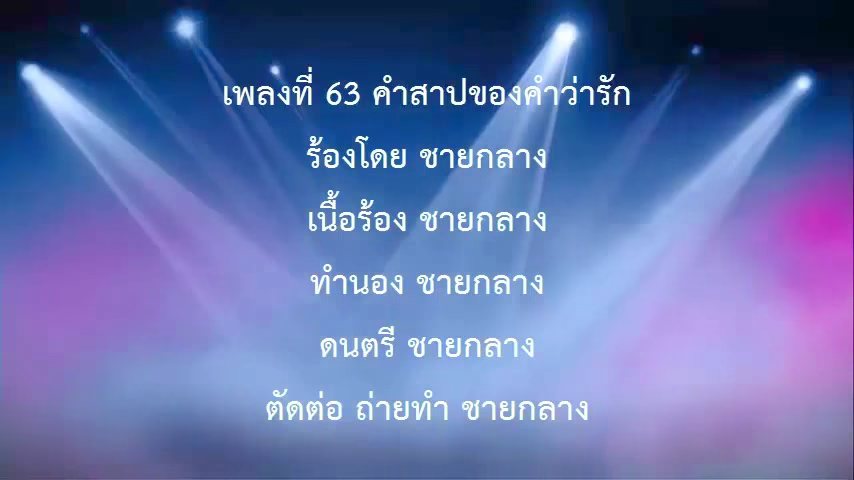 เพลงที่ 63 คำสาปของคำว่ารัก
ร้องโดย ชายกลาง
เนื้อร้อง ชายกลาง
ทำนอง ชายกลาง
ดนตรี ชายกลาง
ตัดต่อ ถ่ายทำ ชายกลาง